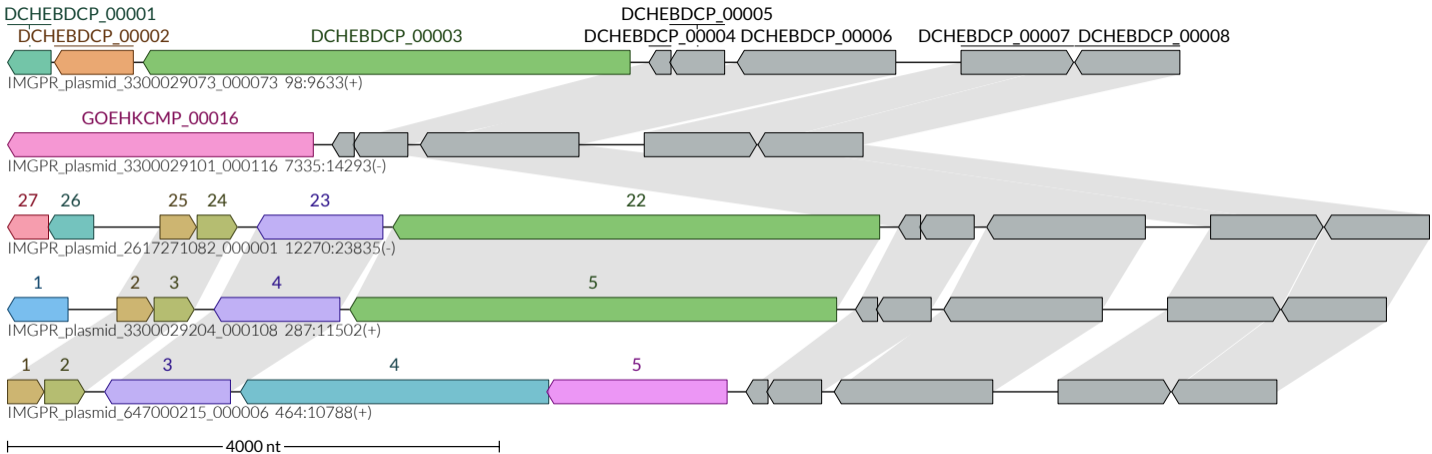 DCHEBDCP_00001 DCHEBDCP_00005
DCHEBDCP_00002 DCHEBDCP_00003 DCHEBDCP_00004 DCHEBDCP_00006 DCHEBDCP_00007 DCHEBDCP_00008
IMGPR_plasmid_3300029073_000073 98:9633(+)
GOEHKCMP_00016
IMGPR_plasmid_3300029101_000116 7335:14293(-)
27 26 25 24 23 22
IMGPR_plasmid_2617271082_000001 12270:23835(-)
1 2 3 4 5
IMGPR_plasmid_3300029204_000108 287:11502(+)
1 2 3 4 5
IMGPR_plasmid_647000215_000006 464:10788(+)
4000 nt